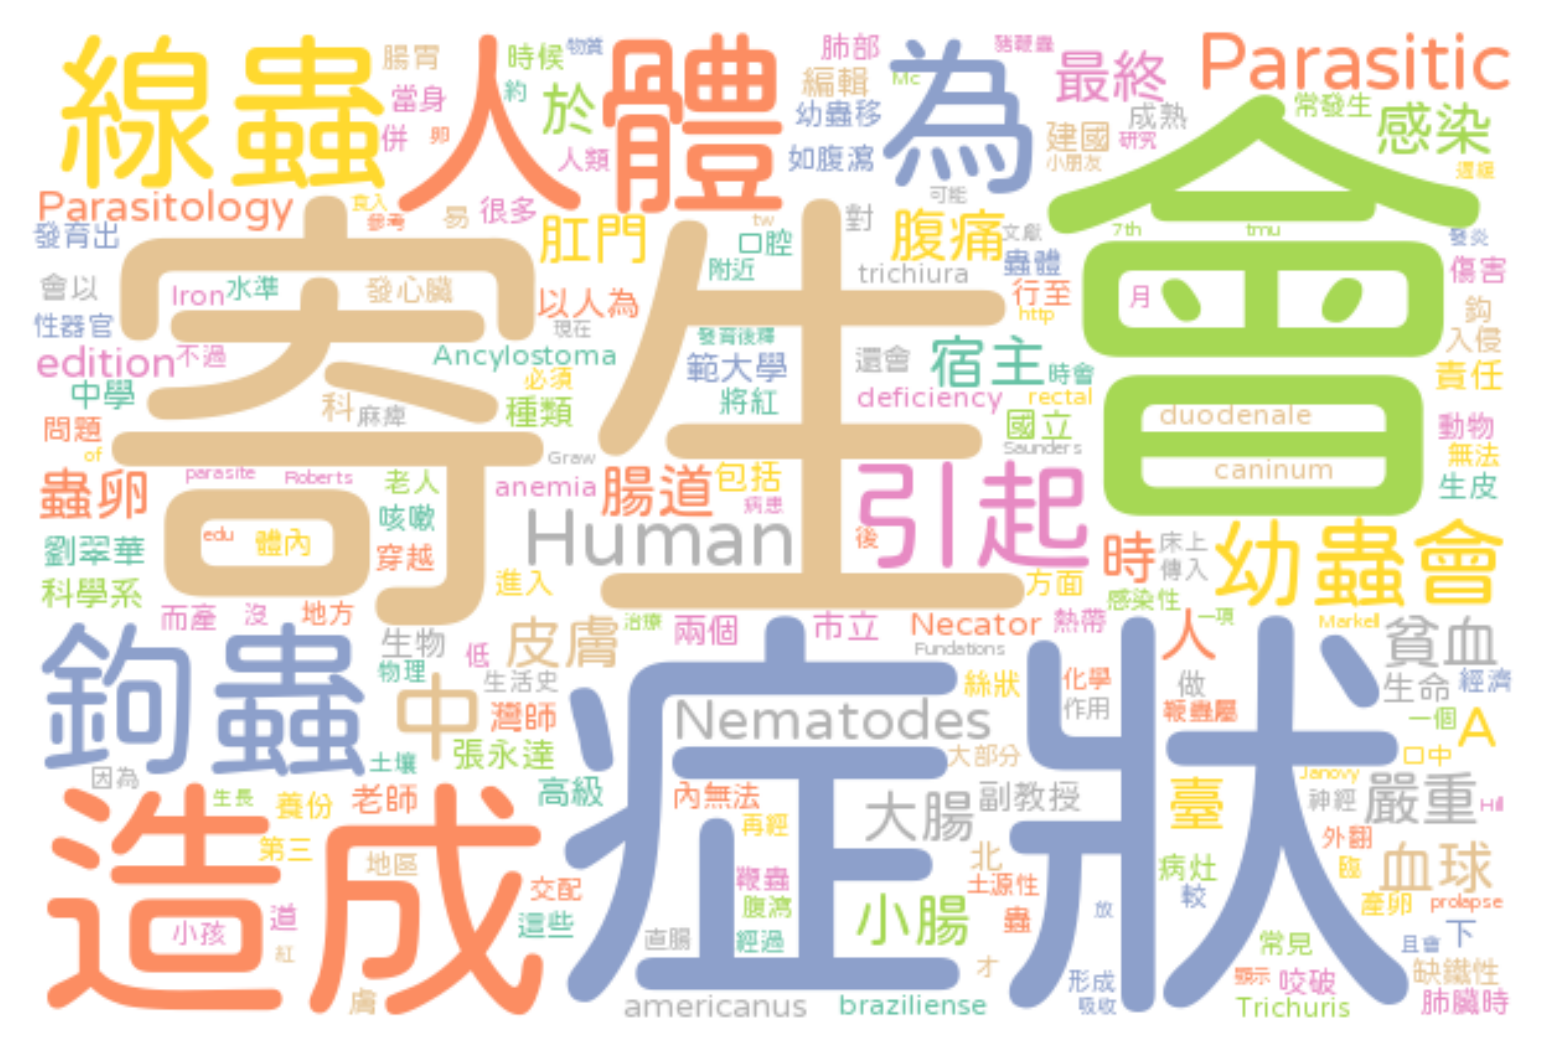 線蟲
腸胃
當身
併
卵
人體
時候
物質
約
於
人類
肺部
編輯
幼蟲移
如腹瀉
Mc
為
豬鞭蟲
最終
建國
成熟
研究
小朋友
Parasitic
常發生
感染
遲緩
Parasitology
食入
參考
易
很多
發育出
肛門
tw
口腔
附近
對
可能
腹痛
文獻
蟲體
trichiura
行至
http
7th
tmu
發炎
傷害
會
月
鉤
入侵
責任
會以
Iron
水準
發心臟
以人為
現在
性器官
寄生
edition
不過
Ancylostoma
發育後釋
範大學
將紅
還會
宿主
時會
deficiency
rectal
中學
必須
種類
科
麻痺
國立
Saunders
duodenale
caninum
動物
無法
生皮
問題
of
parasite
Roberts
老人
Graw
anemia
腸道
包括
病患
引起
蟲卵
edu
體內
咳嗽
穿越
Human
後
時
床上
傳入
幼蟲會
劉翠華
科學系
進入
方面
感染性
而產
沒
地方
生物
皮膚
治療
兩個
市立
Necator
Fundations
熱帶
人
一項
Markell
貧血
鉤蟲
物理
低
生活史
中
灣師
張永達
症狀
Nematodes
絲狀
化學
作用
做
鞭蟲屬
生命
經濟
一個
A
口中
大部分
土壤
因為
生長
養份
老師
高級
內無法
再經
大腸
副教授
臺
Janovy
神經
嚴重
Hill
造成
第三
地區
交配
這些
鞭蟲
腹瀉
經過
直腸
小腸
北
土源性
蟲
才
病灶
較
放
外翻
臨
血球
產卵
prolapse
小孩
道
紅
膚
常見
且會
下
缺鐵性
americanus
braziliense
形成
吸收
顯示
咬破
Trichuris
肺臟時